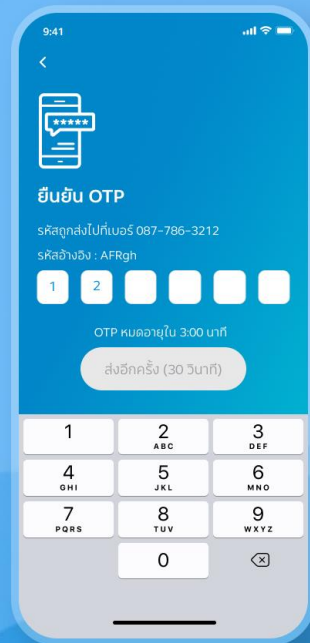 9:41
*****
ยืนยัน OTP
รหัสถูกส่งไปที่เบอร์ 087-786-3212
รหัสอ้างอิง : AFRgh
1 2
OTP หมดอายุใน 3:00 นาที
ส่งอีกครั้ง (30 วินาที)
1 2 3
ABC DEF
4 5 6
GHI JKL MNO
7 8 9
PQRS TUV WXYZ
0